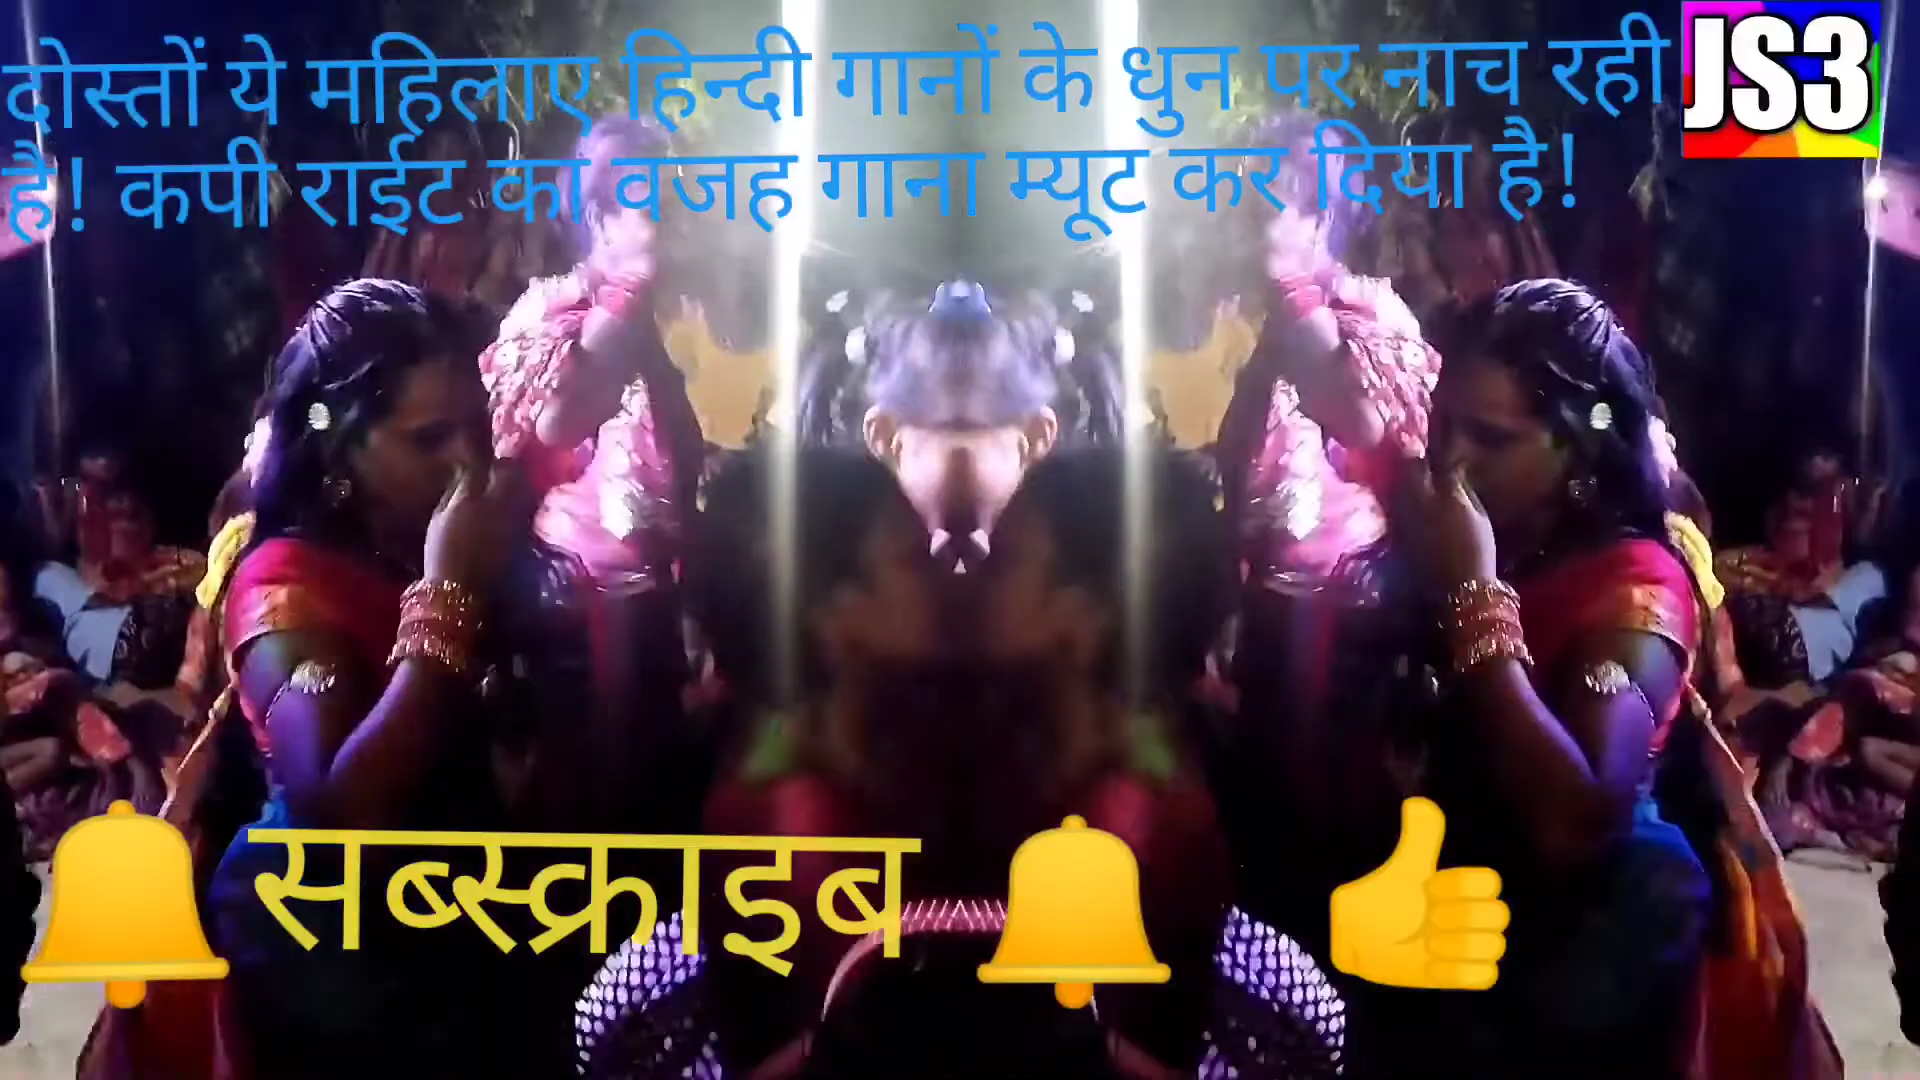 दोस्तों ये महिलाए हिन्दी गानों के धुन पर नाच रही
है! कपी राईट का वजह गाना म्यूट कर दिया है!
JS3
सब्स्क्राइब